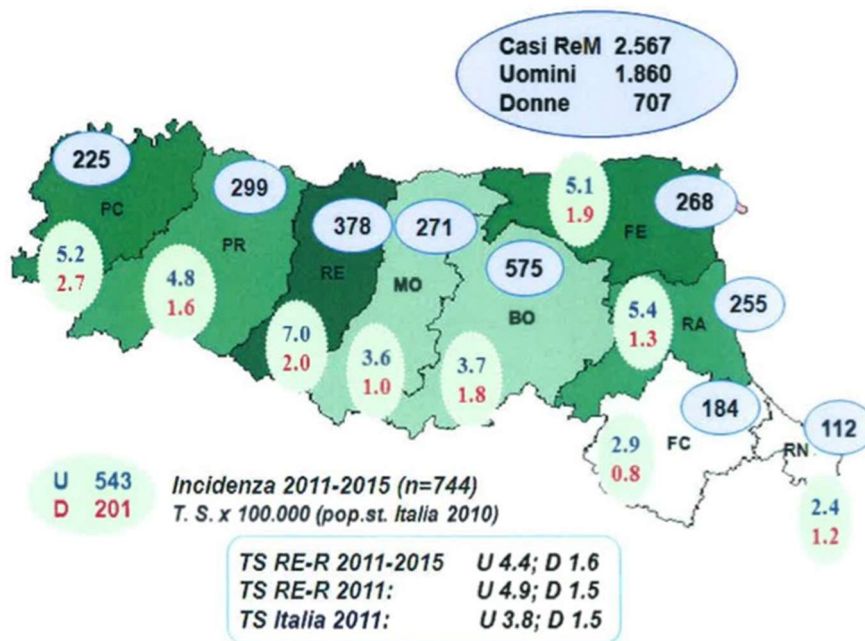 Casi ReM 2.567
Uomini 1.860
Donne 707
225
PC
5.2
2.7
299
PR
4.8
1.6
378
RE
7.0
2.0
271
MO
3.6
1.0
575
BO
3.7
1.8
5.1
1.9
268
FE
5.4
1.3
RA
255
184
FC
2.9
0.8
112
RN
2.4
1.2
U 543
D 201
Incidenza 2011-2015 (n=744)
T. S. x 100.000 (pop.st. Italia 2010)
TS RE-R 2011-2015 U 4.4; D 1.6
TS RE-R 2011: U 4.9; D 1.5
TS Italia 2011: U 3.8; D 1.5